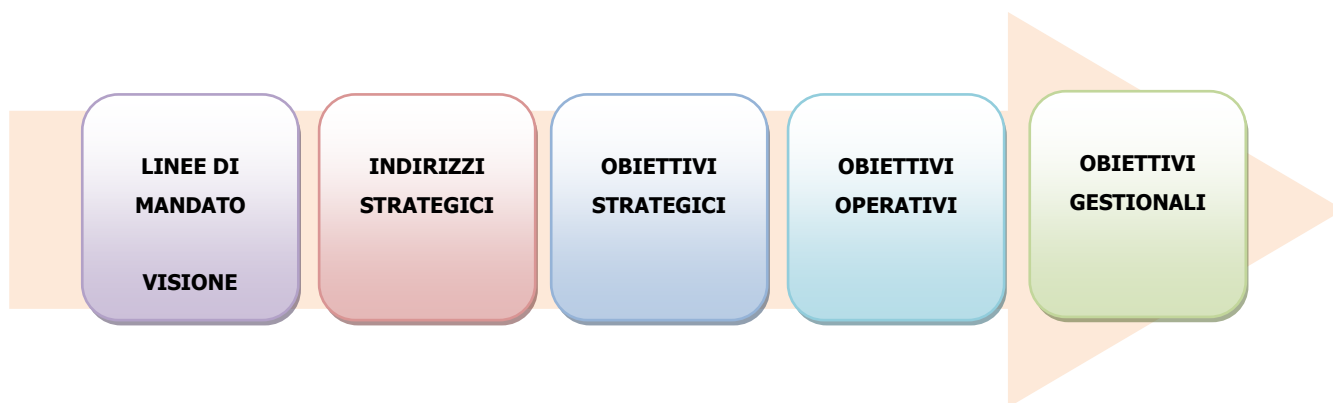 LINEE DI
MANDATO
VISIONE
INDIRIZZI
STRATEGICI
OBIETTIVI
STRATEGICI
OBIETTIVI
OPERATIVI
OBIETTIVI
GESTIONALI